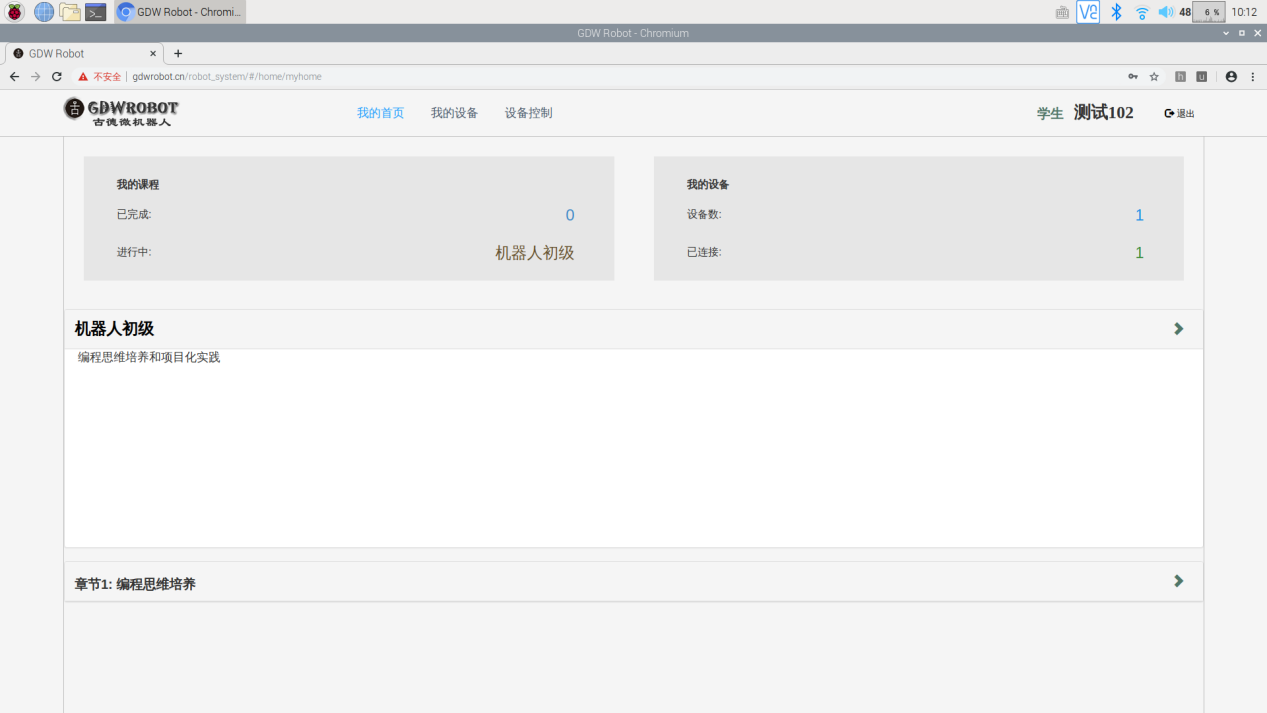 GDW Robot - Chromi...
48
6 %
10:12
GDW Robot - Chromium
GDW Robot
不安全
gdwrobot.cn/robot_system/#/home/myhome
h
u
GDWROBOT
古德微机器人
我的首页
我的设备
设备控制
学生 测试102
退出
我的课程
已完成: 0
进行中: 机器人初级
我的设备
设备数: 1
已连接: 1
机器人初级
编程思维培养和项目化实践
章节1: 编程思维培养